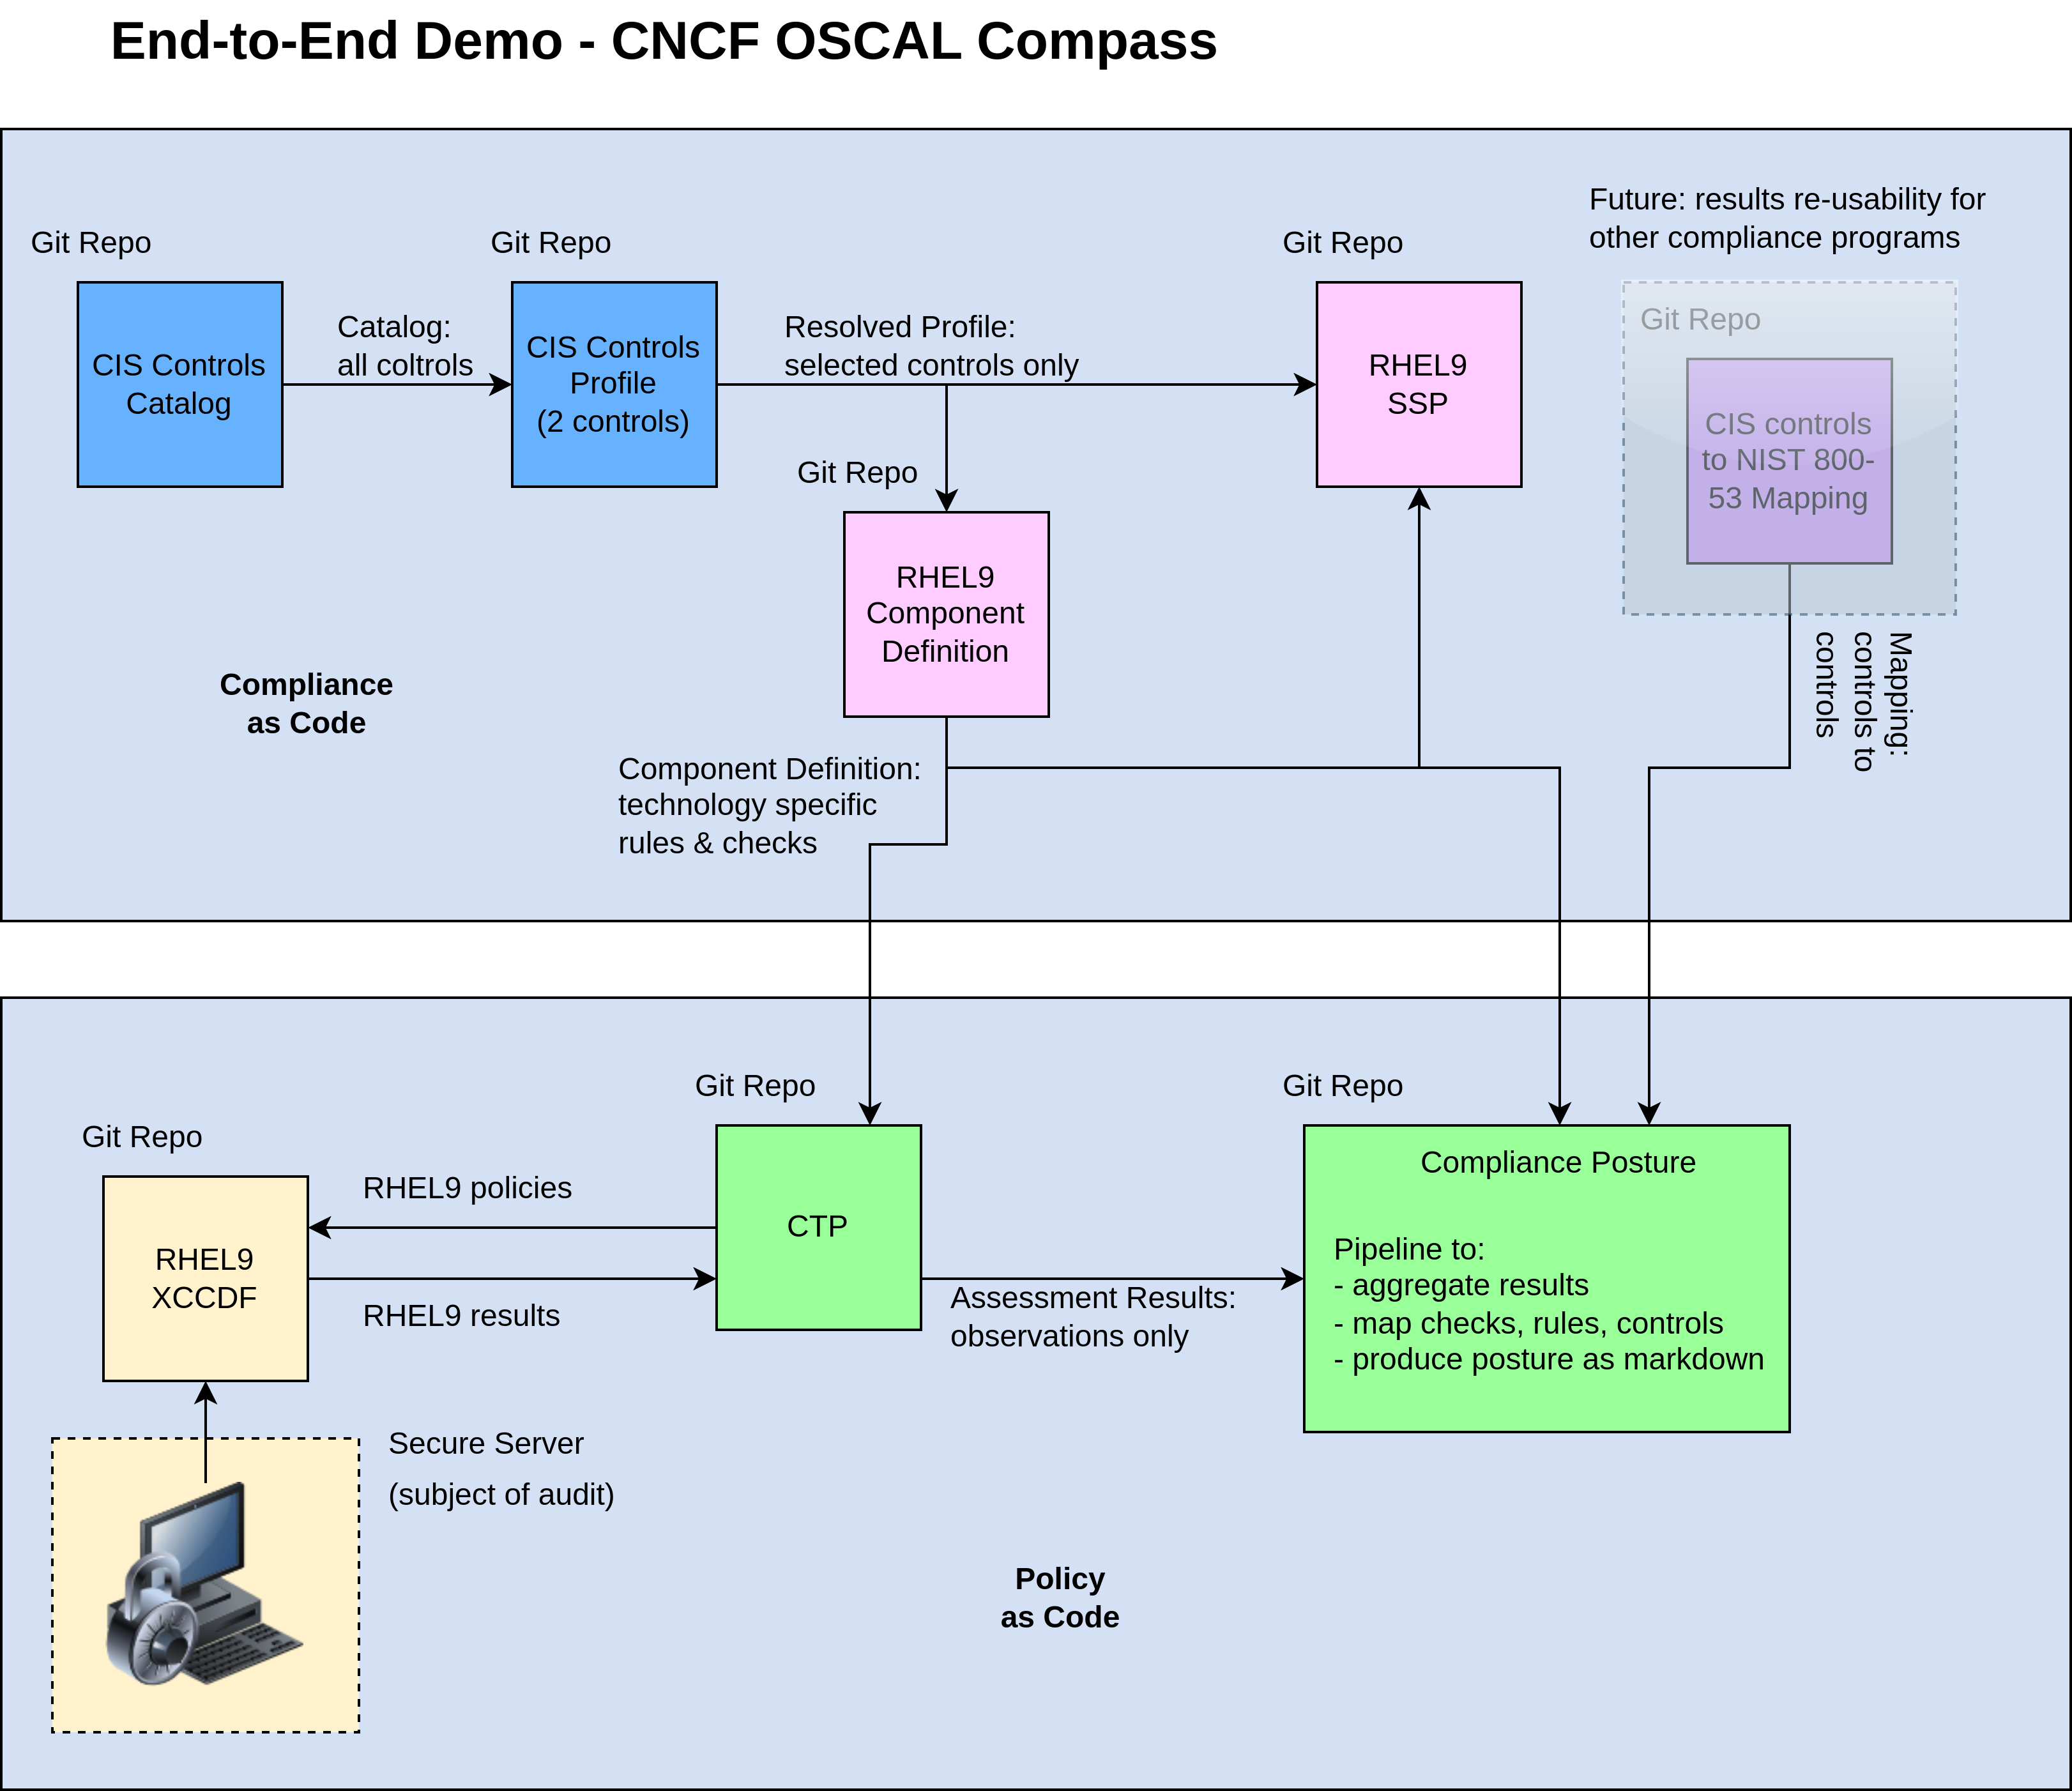 End-to-End Demo - CNCF OSCAL Compass
Future: results re-usability for
other compliance programs
Git Repo
Git Repo
Git Repo
Git Repo
CIS Controls
Catalog
Catalog:
all coltrols
CIS Controls
Profile
(2 controls)
Resolved Profile:
selected controls only
RHEL9
SSP
CIS controls
to NIST 800-
53 Mapping
Git Repo
RHEL9
Component
Definition
Mapping:
controls to
controls
Compliance
as Code
Component Definition:
technology specific
rules & checks
Git Repo
Git Repo
Git Repo
RHEL9
XCCDF
RHEL9 policies
RHEL9 results
CTP
Assessment Results:
observations only
Compliance Posture
Pipeline to:
- aggregate results
- map checks, rules, controls
- produce posture as markdown
Secure Server
(subject of audit)
Policy
as Code